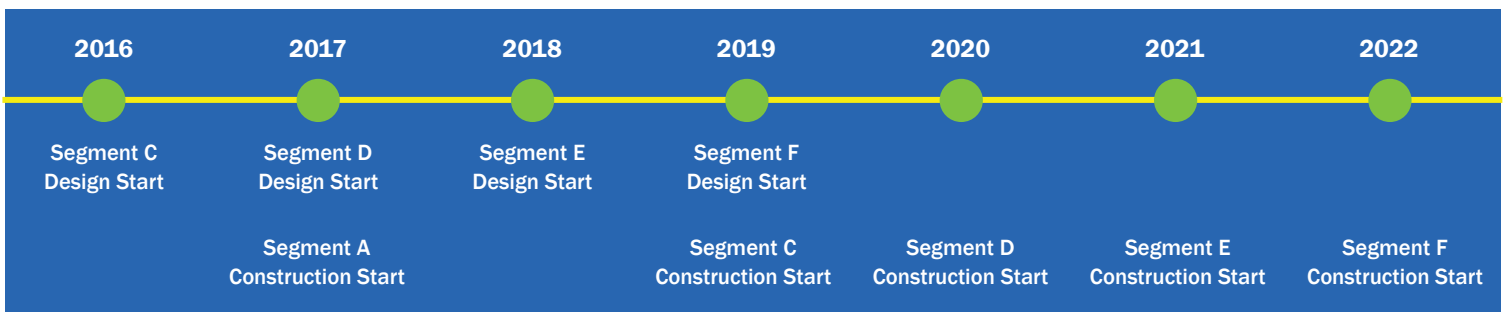 2016
2017
2018
2019
2020
2021
2022
Segment C
Design Start
Segment D
Design Start
Segment E
Design Start
Segment F
Design Start
Segment A
Construction Start
Segment C
Construction Start
Segment D
Construction Start
Segment E
Construction Start
Segment F
Construction Start